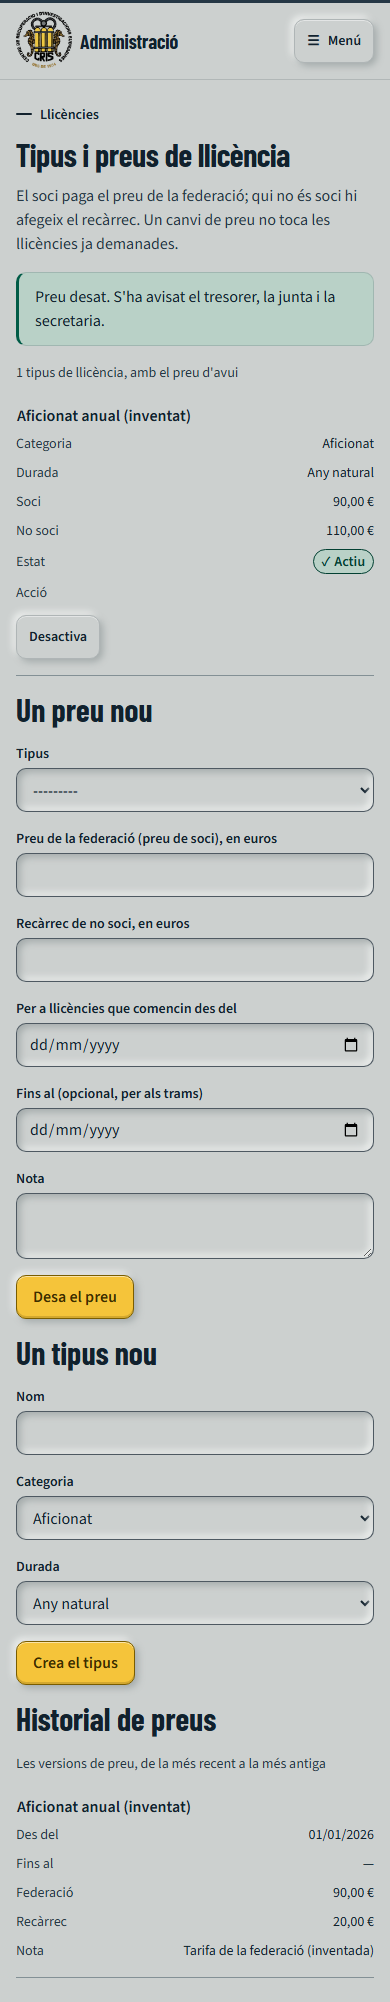 CRIS
Administració
☰ Menú
Llicències
Tipus i preus de llicència
El soci paga el preu de la federació; qui no és soci hi
afegeix el recàrrec. Un canvi de preu no toca les
llicències ja demanades.
Preu desat. S'ha avisat el tresorer, la junta i la
secretaria.
1 tipus de llicència, amb el preu d'avui
Aficionat anual (inventat)
Categoria Aficionat
Durada Any natural
Soci 90,00 €
No soci 110,00 €
Estat ✓ Actiu
Acció
Desactiva
Un preu nou
Tipus
---------
Preu de la federació (preu de soci), en euros
Recàrrec de no soci, en euros
Per a llicències que comencin des del
dd/mm/yyyy
Fins al (opcional, per als trams)
dd/mm/yyyy
Nota
Desa el preu
Un tipus nou
Nom
Categoria
Aficionat
Durada
Any natural
Crea el tipus
Historial de preus
Les versions de preu, de la més recent a la més antiga
Aficionat anual (inventat)
Des del 01/01/2026
Fins al —
Federació 90,00 €
Recàrrec 20,00 €
Nota Tarifa de la federació (inventada)